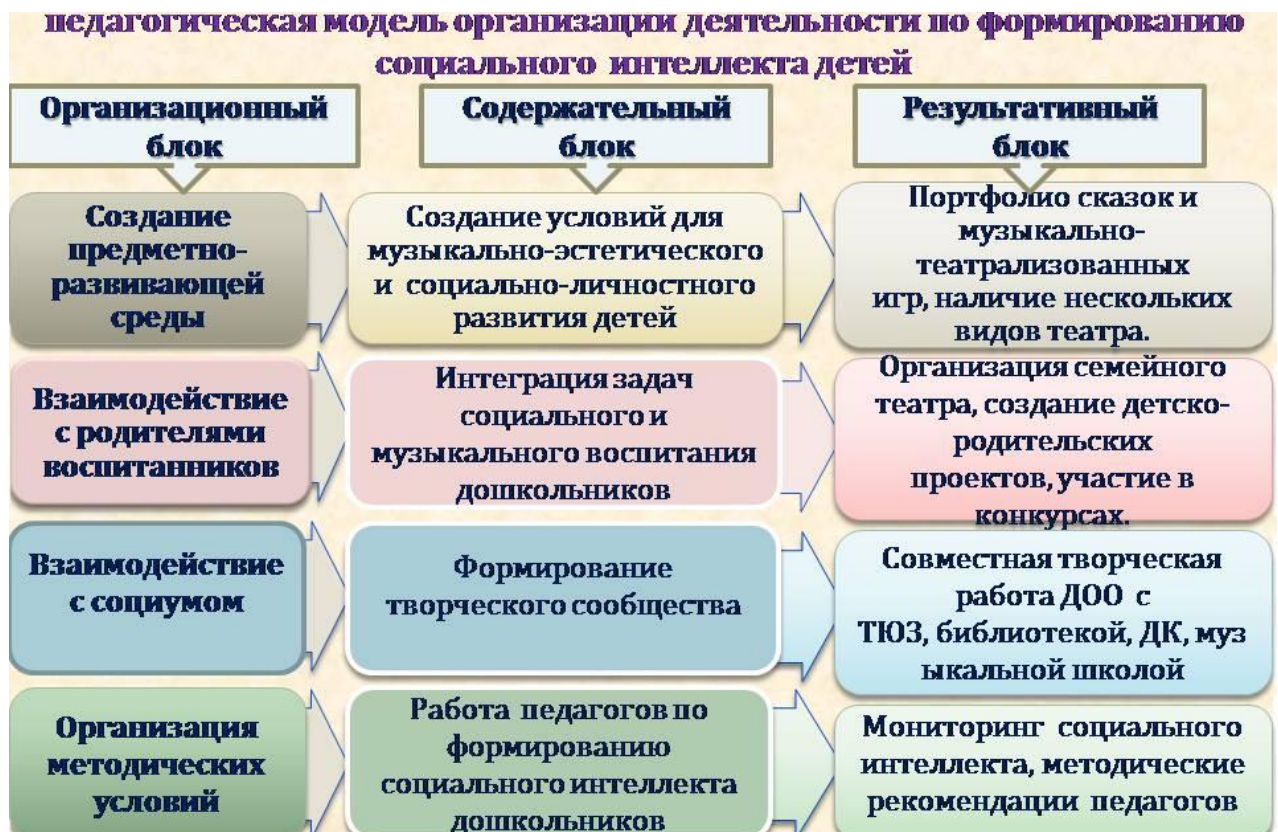 педагогическая модель организации деятельности по формированию
социального интеллекта детей
Организационный
блок
Содержательный
блок
Результативный
блок
Создание
предметно-
развивающей
среды
Создание условий для
музыкально-эстетического
и социально-личностного
развития детей
Портфолио сказок и
музыкально-
театрализованных
игр, наличие нескольких
видов театра.
Взаимодействие
с родителями
воспитанников
Интеграция задач
социального и
музыкального воспитания
дошкольников
Организация семейного
театра, создание детско-
родительских
проектов, участие в
конкурсах.
Взаимодействие
с социумом
Формирование
творческого сообщества
Совместная творческая
работа ДОО с
ТЮЗ, библиотекой, ДК, муз
ыкальной школой
Организация
методических
условий
Работа педагогов по
формированию
социального интеллекта
дошкольников
Мониторинг социального
интеллекта, методические
рекомендации педагогов